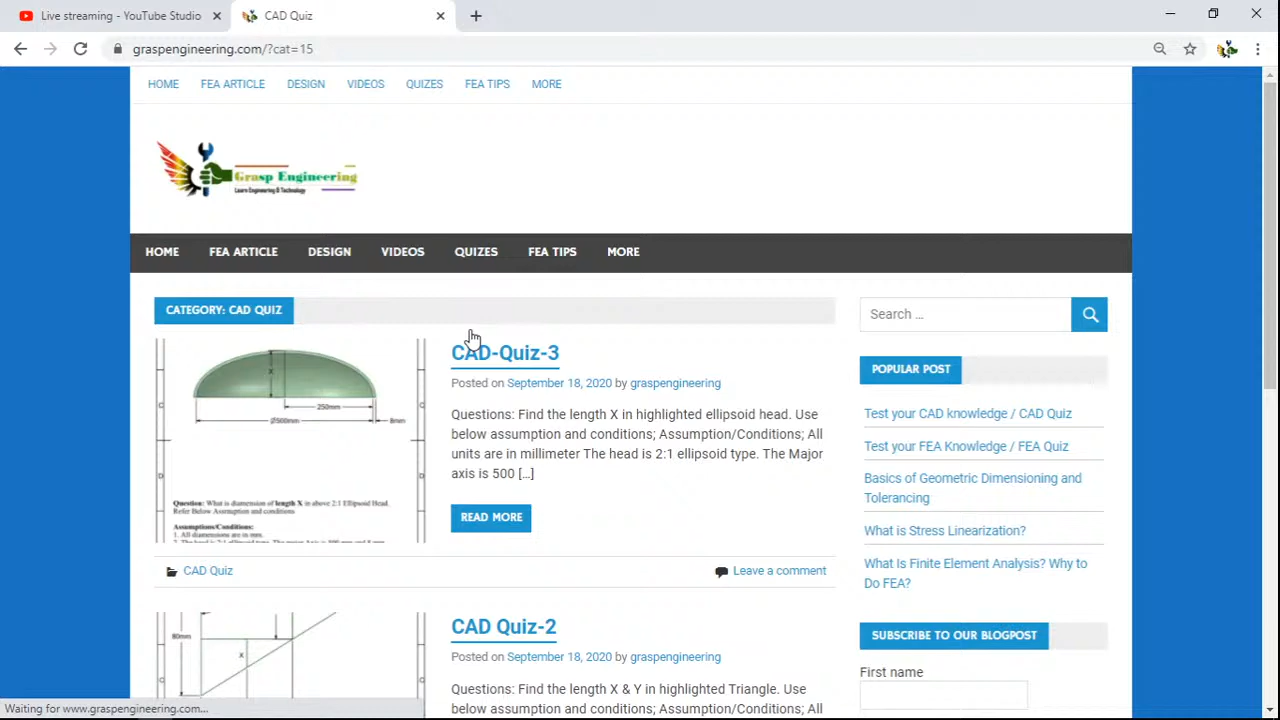 Live streaming - YouTube Studio
CAD Quiz
graspengineering.com/?cat=15
HOME FEA ARTICLE DESIGN VIDEOS QUIZES FEA TIPS MORE
Grasp Engineering
Learn Engineering & Technology
HOME FEA ARTICLE DESIGN VIDEOS QUIZES FEA TIPS MORE
CATEGORY: CAD QUIZ
Search …
X
250mm
Ø500mm
8mm
C
C
D
D
Question: What is diamension of length X in above 2:1 Ellipsoid Head.
Refer Below Assumption and conditions
Assumptions/Conditions:
1. All diamensions are in mm.
CAD-Quiz-3
Posted on September 18, 2020 by graspengineering
Questions: Find the length X in highlighted ellipsoid head. Use
below assumption and conditions; Assumption/Conditions; All
units are in millimeter The head is 2:1 ellipsoid type. The Major
axis is 500 […]
READ MORE
CAD Quiz
Leave a comment
80mm
X
CAD Quiz-2
Posted on September 18, 2020 by graspengineering
Questions: Find the length X & Y in highlighted Triangle. Use
below assumption and conditions; Assumption/Conditions; All
POPULAR POST
Test your CAD knowledge / CAD Quiz
Test your FEA Knowledge / FEA Quiz
Basics of Geometric Dimensioning and
Tolerancing
What is Stress Linearization?
What Is Finite Element Analysis? Why to
Do FEA?
SUBSCRIBE TO OUR BLOGPOST
First name
Waiting for www.graspengineering.com...